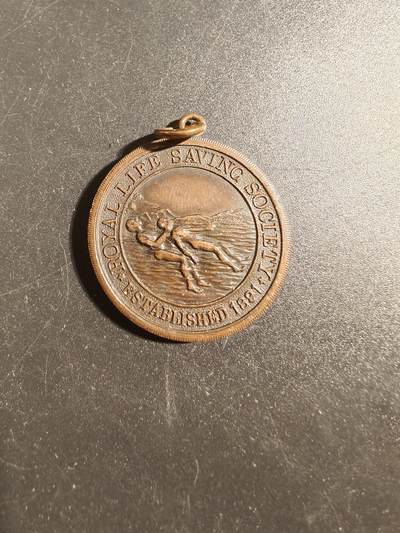 ROYAL LIFE SAVING SOCIETY
ESTABLISHED 1891